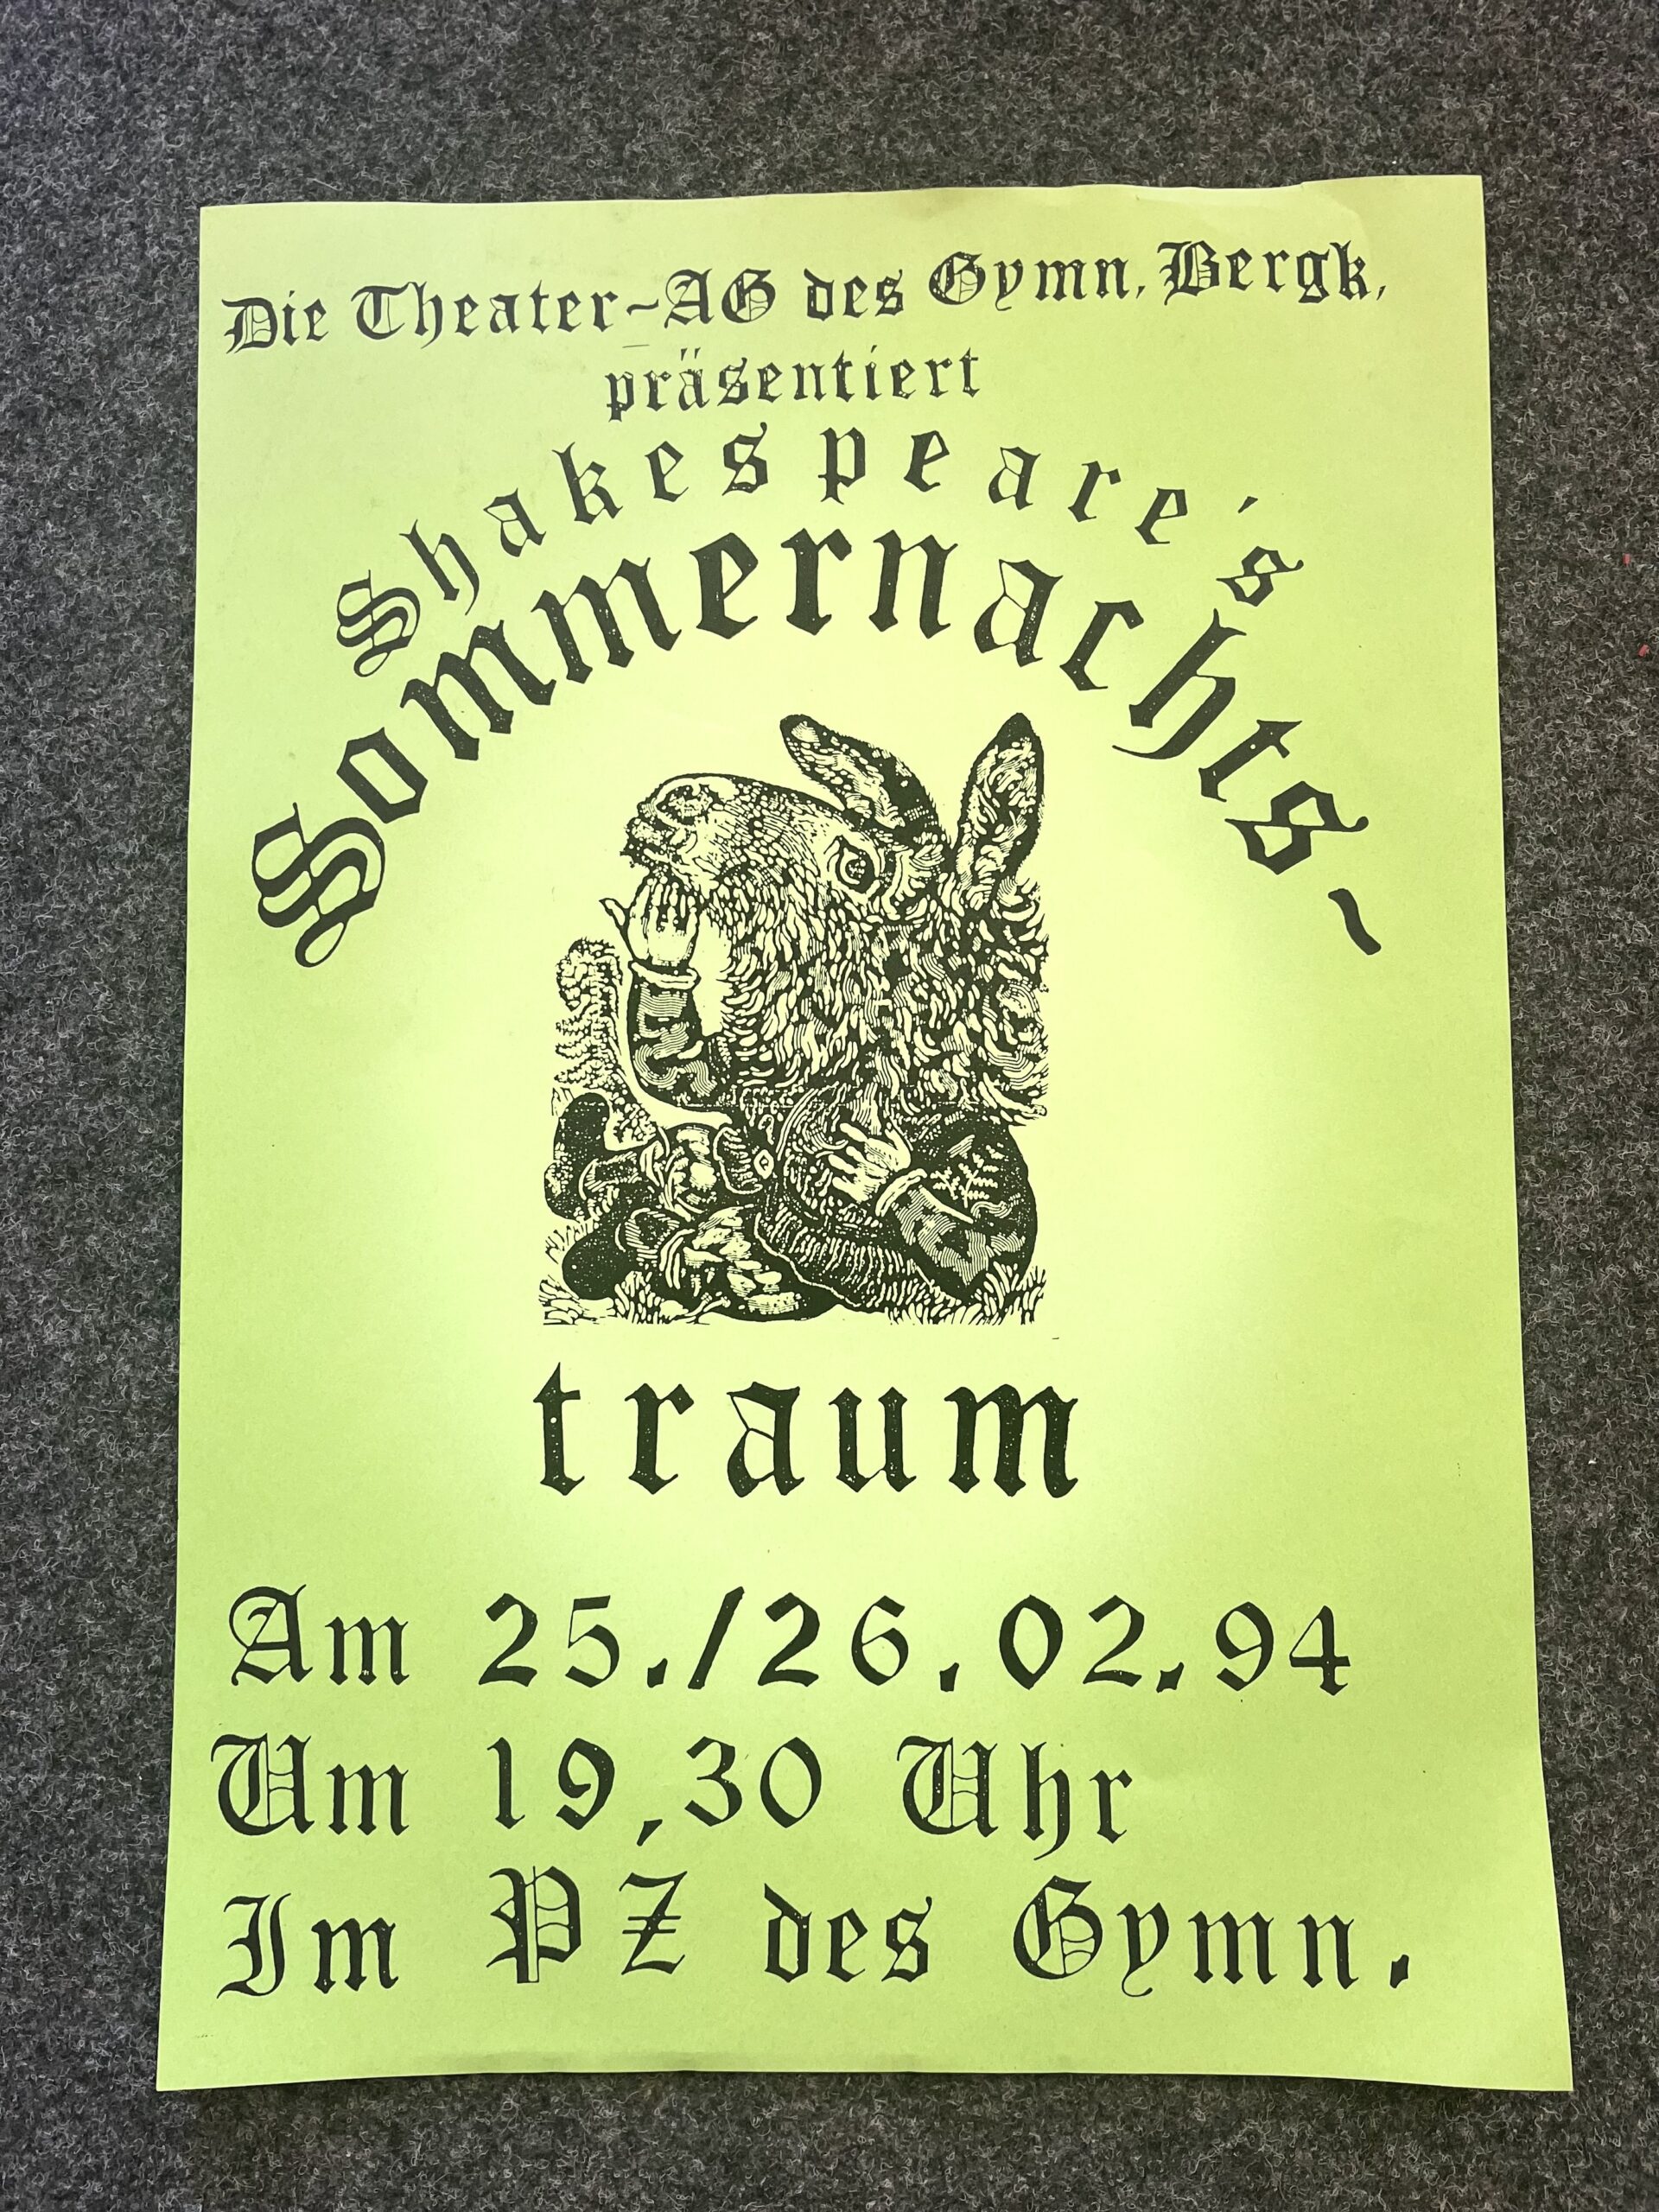 Die Theater-AG des Gymn. Bergk.
präsentiert
Shakespeare's
Sommernachts-
traum
Am 25./26.02.94
Um 19,30 Uhr
Im PZ des Gymn.